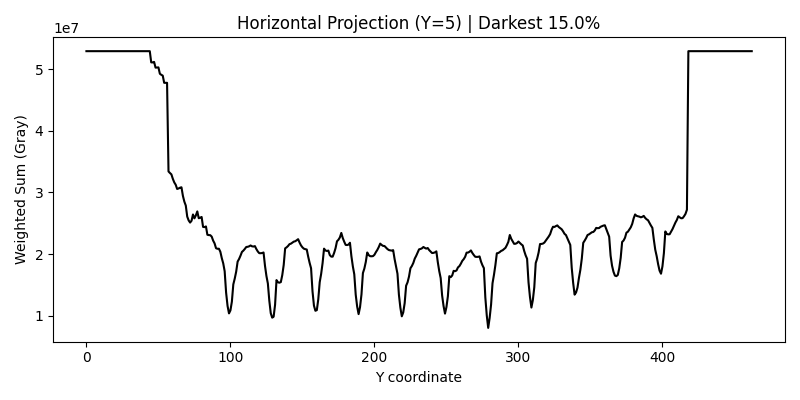 Horizontal Projection (Y=5) | Darkest 15.0%
1e7
5
4
3
2
1
Weighted Sum (Gray)
0 100 200 300 400
Y coordinate